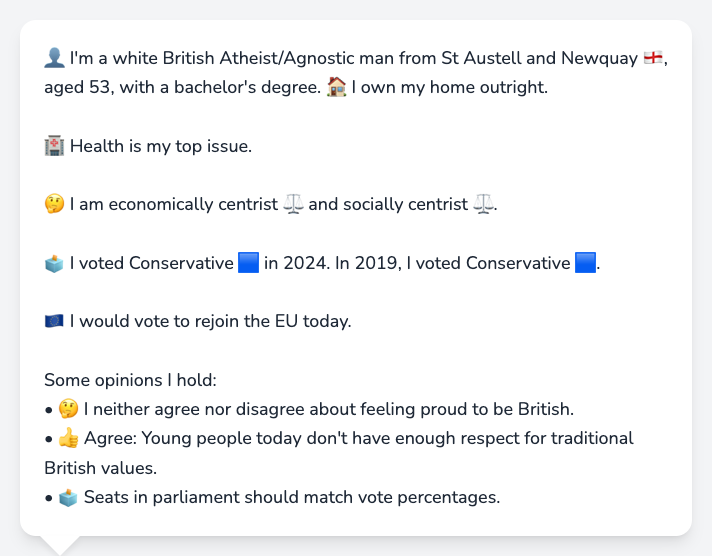 👤 I'm a white British Atheist/Agnostic man from St Austell and Newquay 🏴󠁧󠁢󠁥󠁮󠁧󠁿,
aged 53, with a bachelor's degree. 🏠 I own my home outright.
🏥 Health is my top issue.
🤔 I am economically centrist ⚖️ and socially centrist ⚖️.
🗳️ I voted Conservative 🟦 in 2024. In 2019, I voted Conservative 🟦.
🇪🇺 I would vote to rejoin the EU today.
Some opinions I hold:
• 🤔 I neither agree nor disagree about feeling proud to be British.
• 👍 Agree: Young people today don't have enough respect for traditional
British values.
• 🗳️ Seats in parliament should match vote percentages.